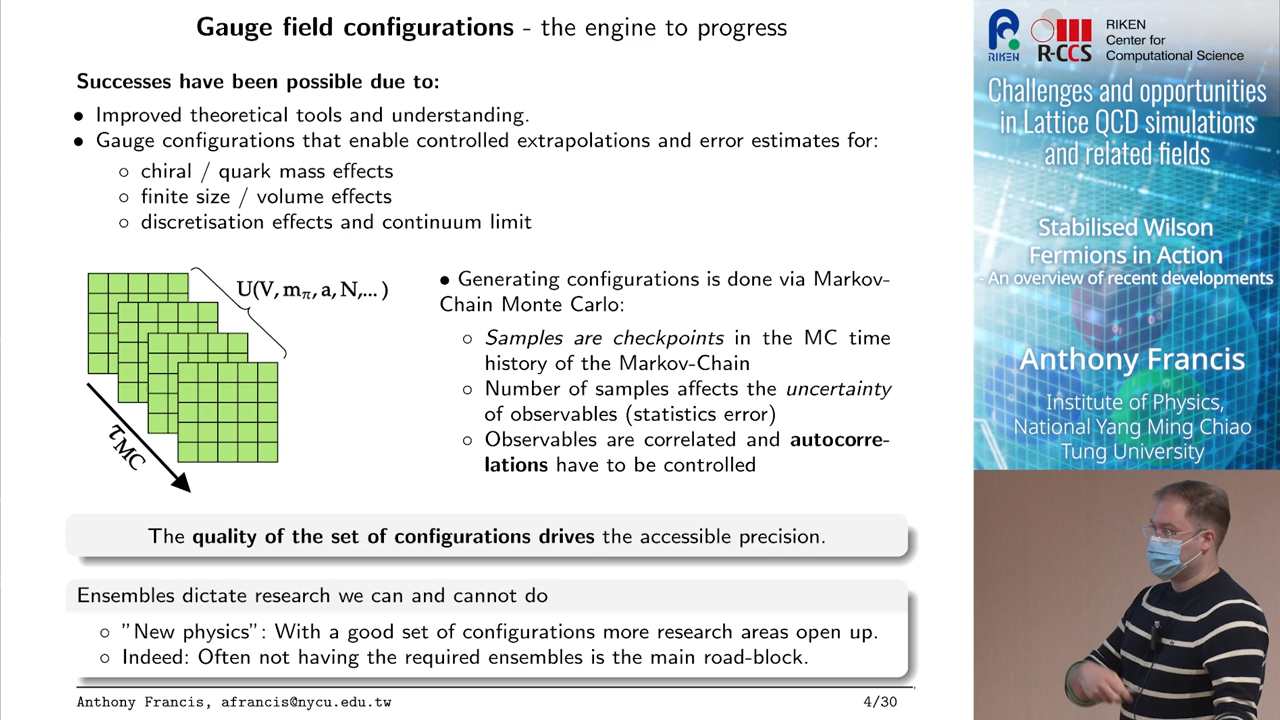 Gauge field configurations - the engine to progress
Successes have been possible due to:
• Improved theoretical tools and understanding.
• Gauge configurations that enable controlled extrapolations and error estimates for:
◦ chiral / quark mass effects
◦ finite size / volume effects
◦ discretisation effects and continuum limit
U(V, mπ, a, N,... )
τMC
• Generating configurations is done via Markov-
Chain Monte Carlo:
◦ Samples are checkpoints in the MC time
history of the Markov-Chain
◦ Number of samples affects the uncertainty
of observables (statistics error)
◦ Observables are correlated and autocorre-
lations have to be controlled
The quality of the set of configurations drives the accessible precision.
Ensembles dictate research we can and cannot do
◦ "New physics": With a good set of configurations more research areas open up.
◦ Indeed: Often not having the required ensembles is the main road-block.
Anthony Francis, afrancis@nycu.edu.tw
4/30
RIKEN
R-CCS
RIKEN
Center for
Computational Science
Challenges and opportunities
in Lattice QCD simulations
and related fields
Stabilised Wilson
Fermions in Action
- An overview of recent developments
Anthony Francis
Institute of Physics,
National Yang Ming Chiao
Tung University